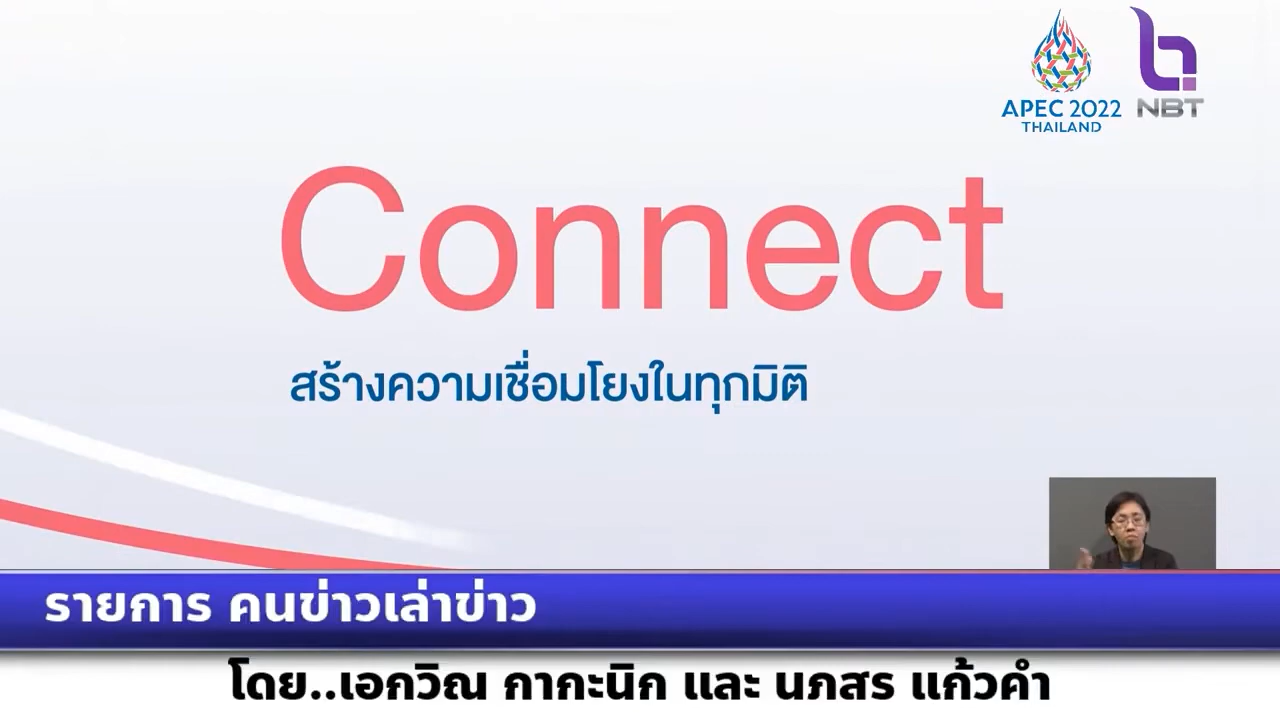 APEC 2022
THAILAND
NBT
Connect
สร้างความเชื่อมโยงในทุกมิติ
รายการ คนข่าวเล่าข่าว
โดย..เอกวิณ กากะนิก และ นภสร แก้วคำ